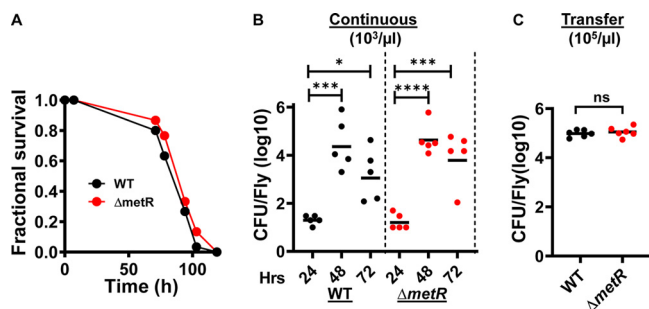 A
Fractional survival
1.0
0.8
0.6
0.4
0.2
0.0
WT
ΔmetR
0
50
100
Time (h)
B
Continuous
(10³/µl)
*
***
***
****
CFU/Fly (log10)
6
4
2
0
Hrs
24 48 72 24 48 72
WT ΔmetR
C
Transfer
(10⁵/µl)
ns
CFU/Fly(log10)
6
4
2
0
WT
ΔmetR